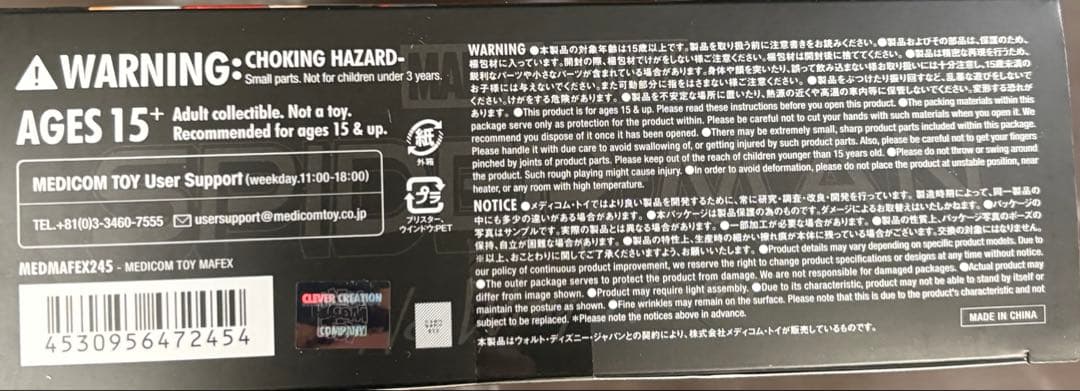 WARNING: CHOKING HAZARD-
Small parts. Not for children under 3 years.
AGES 15+ Adult collectible. Not a toy.
Recommended for ages 15 & up.
MEDICOM TOY User Support (weekday.11:00-18:00)
TEL.+81(0)3-3460-7555 usersupport@medicomtoy.co.jp
MEDMAFEX245 - MEDICOM TOY MAFEX
4530956472454
紙
外箱
プラ
ブリスター、
ウインドウ:PET
CLEVER CREATION
COMPANY
WARNING ●本製品の対象年齢は15歳以上です。製品を取り扱う前に注意書きをお読みください。●製品およびその部品は、保護のため、
梱包材に入っています。開封の際、梱包材でけがをしない様ご注意ください。梱包材は開封後に捨ててください。●製品は精密な再現を行うため、
鋭利なパーツや小さなパーツが含まれている場合があります。身体や顔を突いたり、誤って飲み込まない様お取り扱いには十分注意し、15歳未満の
お子様には与えないでください。また可動部分に指をはさまない様ご注意ください。●製品をぶつけたり振り回すなど、乱暴な遊びをしないで
ください。けがをする危険があります。●製品を不安定な場所に置いたり、熱源の近くや高温の車内等に保管しないでください。変形する恐れが
あります。●This product is for ages 15 & up. Please read these instructions before you open this product. ●The packing materials within this
package serve only as protection for the product within. Please be careful not to cut your hands with such materials when you open it. We
recommend you dispose of it once it has been opened. ●There may be extremely small, sharp product parts included within this package.
Please handle it with due care to avoid swallowing of, or getting injured by such product parts. Also, please be careful not to get your fingers
pinched by joints of product parts. Please keep out of the reach of children younger than 15 years old. ●Please do not throw or swing around
the product. Such rough playing might cause injury. ●In order to avoid deformation, please do not place the product at unstable position, near
heater, or any room with high temperature.
NOTICE ●メディコム・トイではより良い製品を開発するために、常に研究・調査・改良・開発を行っています。製造時期によって、同一製品の
中にも多少の違いがある場合があります。●本パッケージは製品保護の為のものです。ダメージによるお取替えはいたしかねます。●パッケージの
写真はサンプルです。実際の製品とは異なる場合があります。●一部加工が必要な場合があります。●製品の性質上、パッケージ写真のポーズの
保持、自立が困難な場合があります。●製品の特性上、生産時の細かい擦れ痕が本体に残っている場合がございます。交換の対象にはなりません。
※以上、おことわりに関してご了承くださいますよう、お願いいたします。●Product details may vary depending on specific product models. Due to
our policy of continuous product improvement, we reserve the right to change product specifications or designs at any time without notice.
●The outer package serves to protect the product from damage. We are not responsible for damaged packages. ●Actual product may
differ from image shown. ●Product may require light assembly. ●Due to its characteristic, product may not be able to stand by itself or
maintain the posture as shown. ●Fine wrinkles may remain on the surface. Please note that this is due to the product's characteristic and not
subject to be replaced. ＊Please note the notices above in advance.
本製品はウォルト・ディズニー・ジャパンとの契約により、株式会社メディコム・トイが販売しているものです。
MADE IN CHINA
SPIDER-MAN